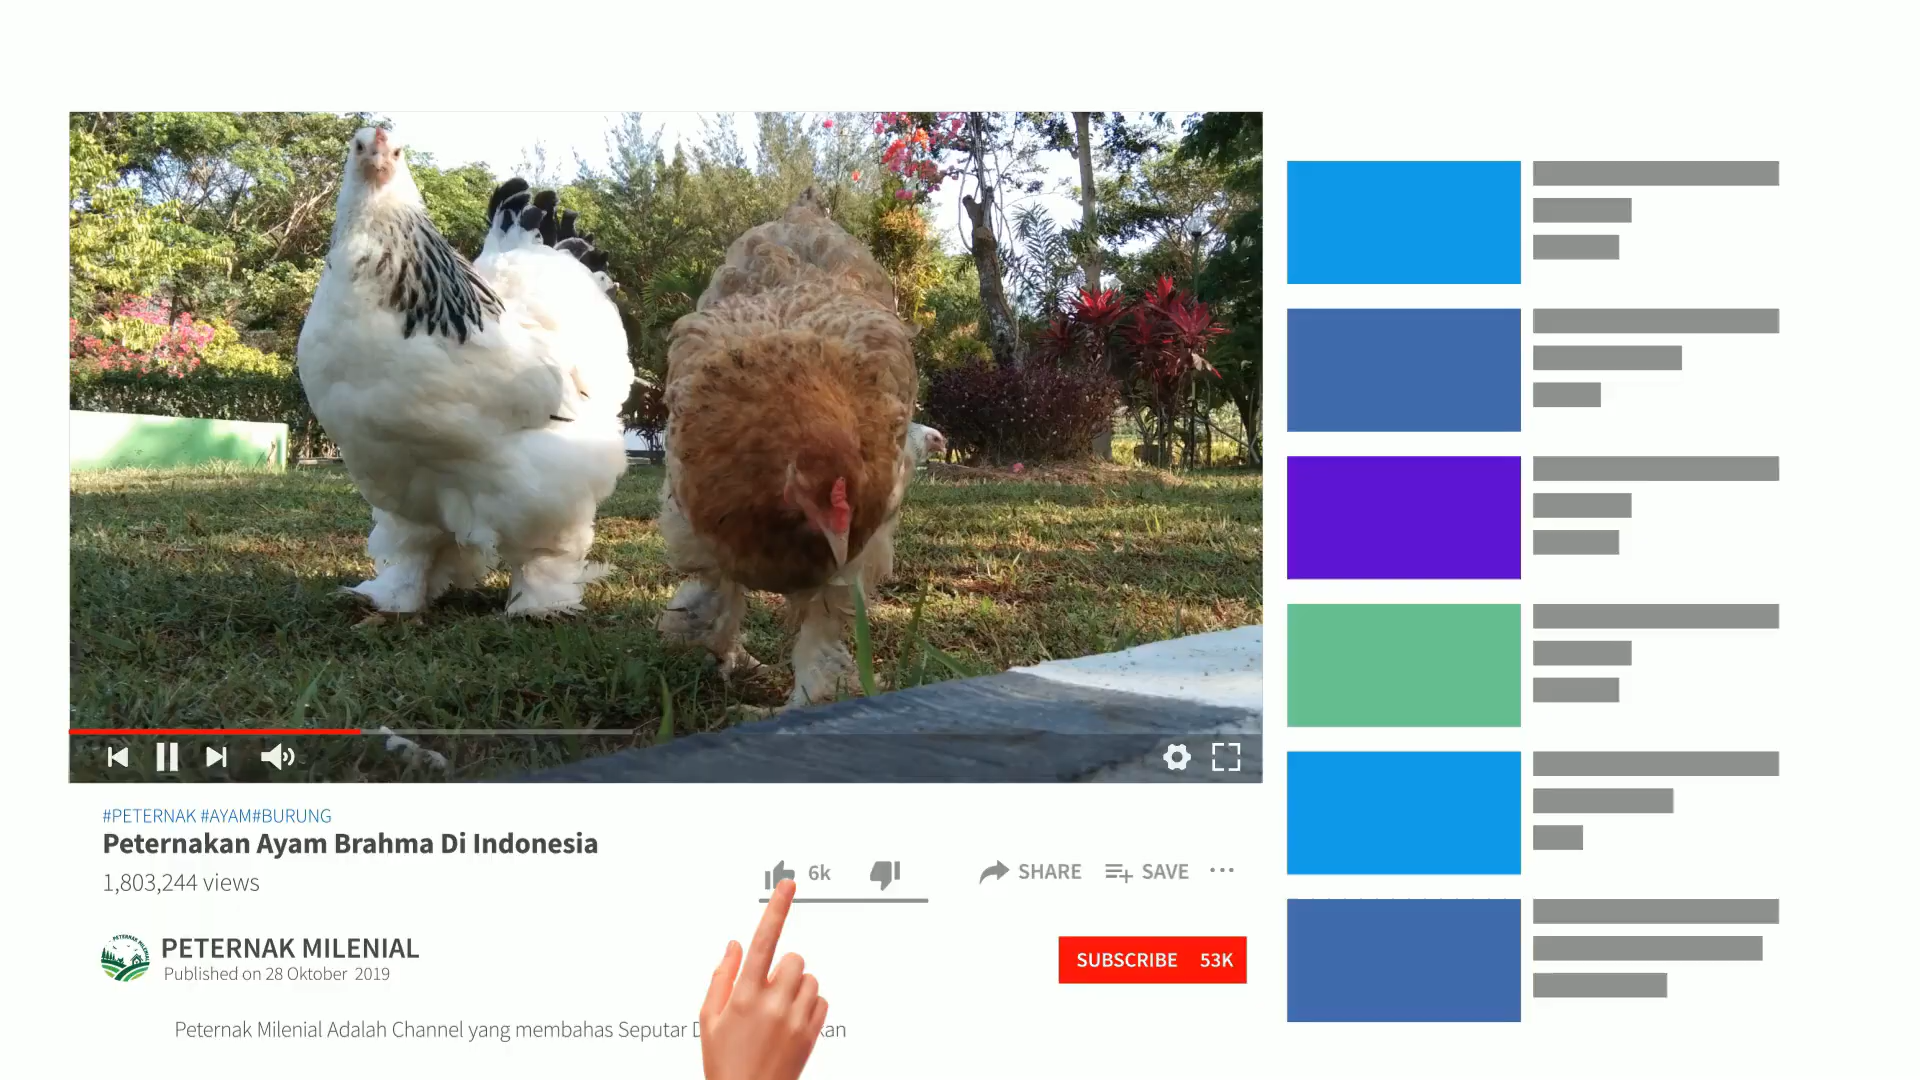 #PETERNAK #AYAM#BURUNG
Peternakan Ayam Brahma Di Indonesia
1,803,244 views
6k
SHARE
SAVE
PETERNAK MILENIAL
Published on 28 Oktober 2019
SUBSCRIBE 53K
Peternak Milenial Adalah Channel yang membahas Seputar